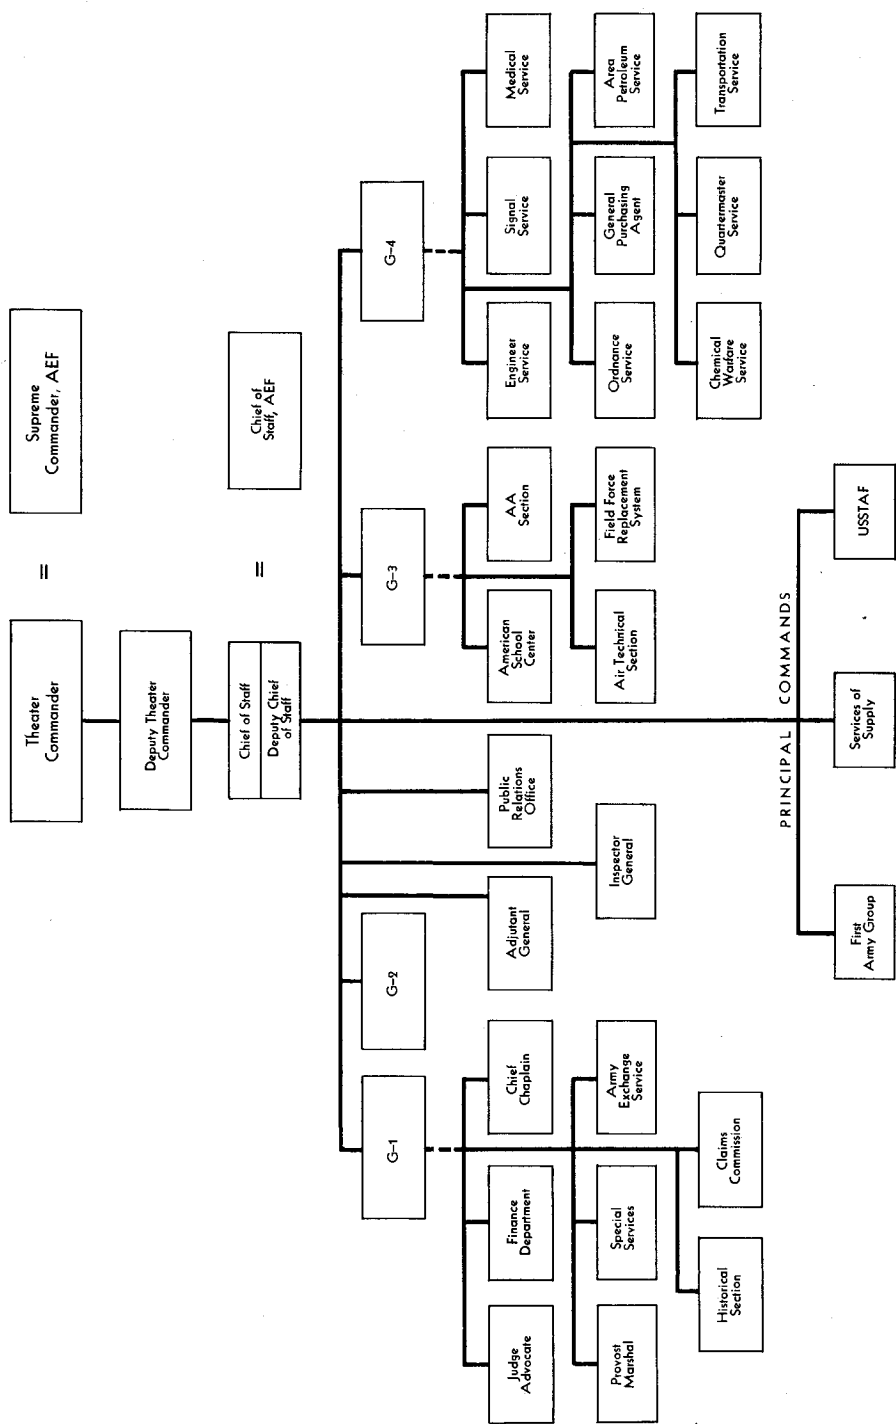 Theater
Commander
=
Supreme
Commander, AEF
Deputy Theater
Commander
Chief of Staff
Deputy Chief
of Staff
=
Chief of
Staff, AEF
G-1
G-2
G-3
G-4
Judge
Advocate
Finance
Department
Chief
Chaplain
Adjutant
General
Public
Relations
Office
American
School
Center
AA
Section
Engineer
Service
Signal
Service
Medical
Service
Provost
Marshal
Special
Services
Army
Exchange
Service
Inspector
General
Air Technical
Section
Field Force
Replacement
System
Ordnance
Service
General
Purchasing
Agent
Area
Petroleum
Service
Historical
Section
Claims
Commission
Chemical
Warfare
Service
Quartermaster
Service
Transportation
Service
PRINCIPAL COMMANDS
First
Army Group
Services of
Supply
USSTAF